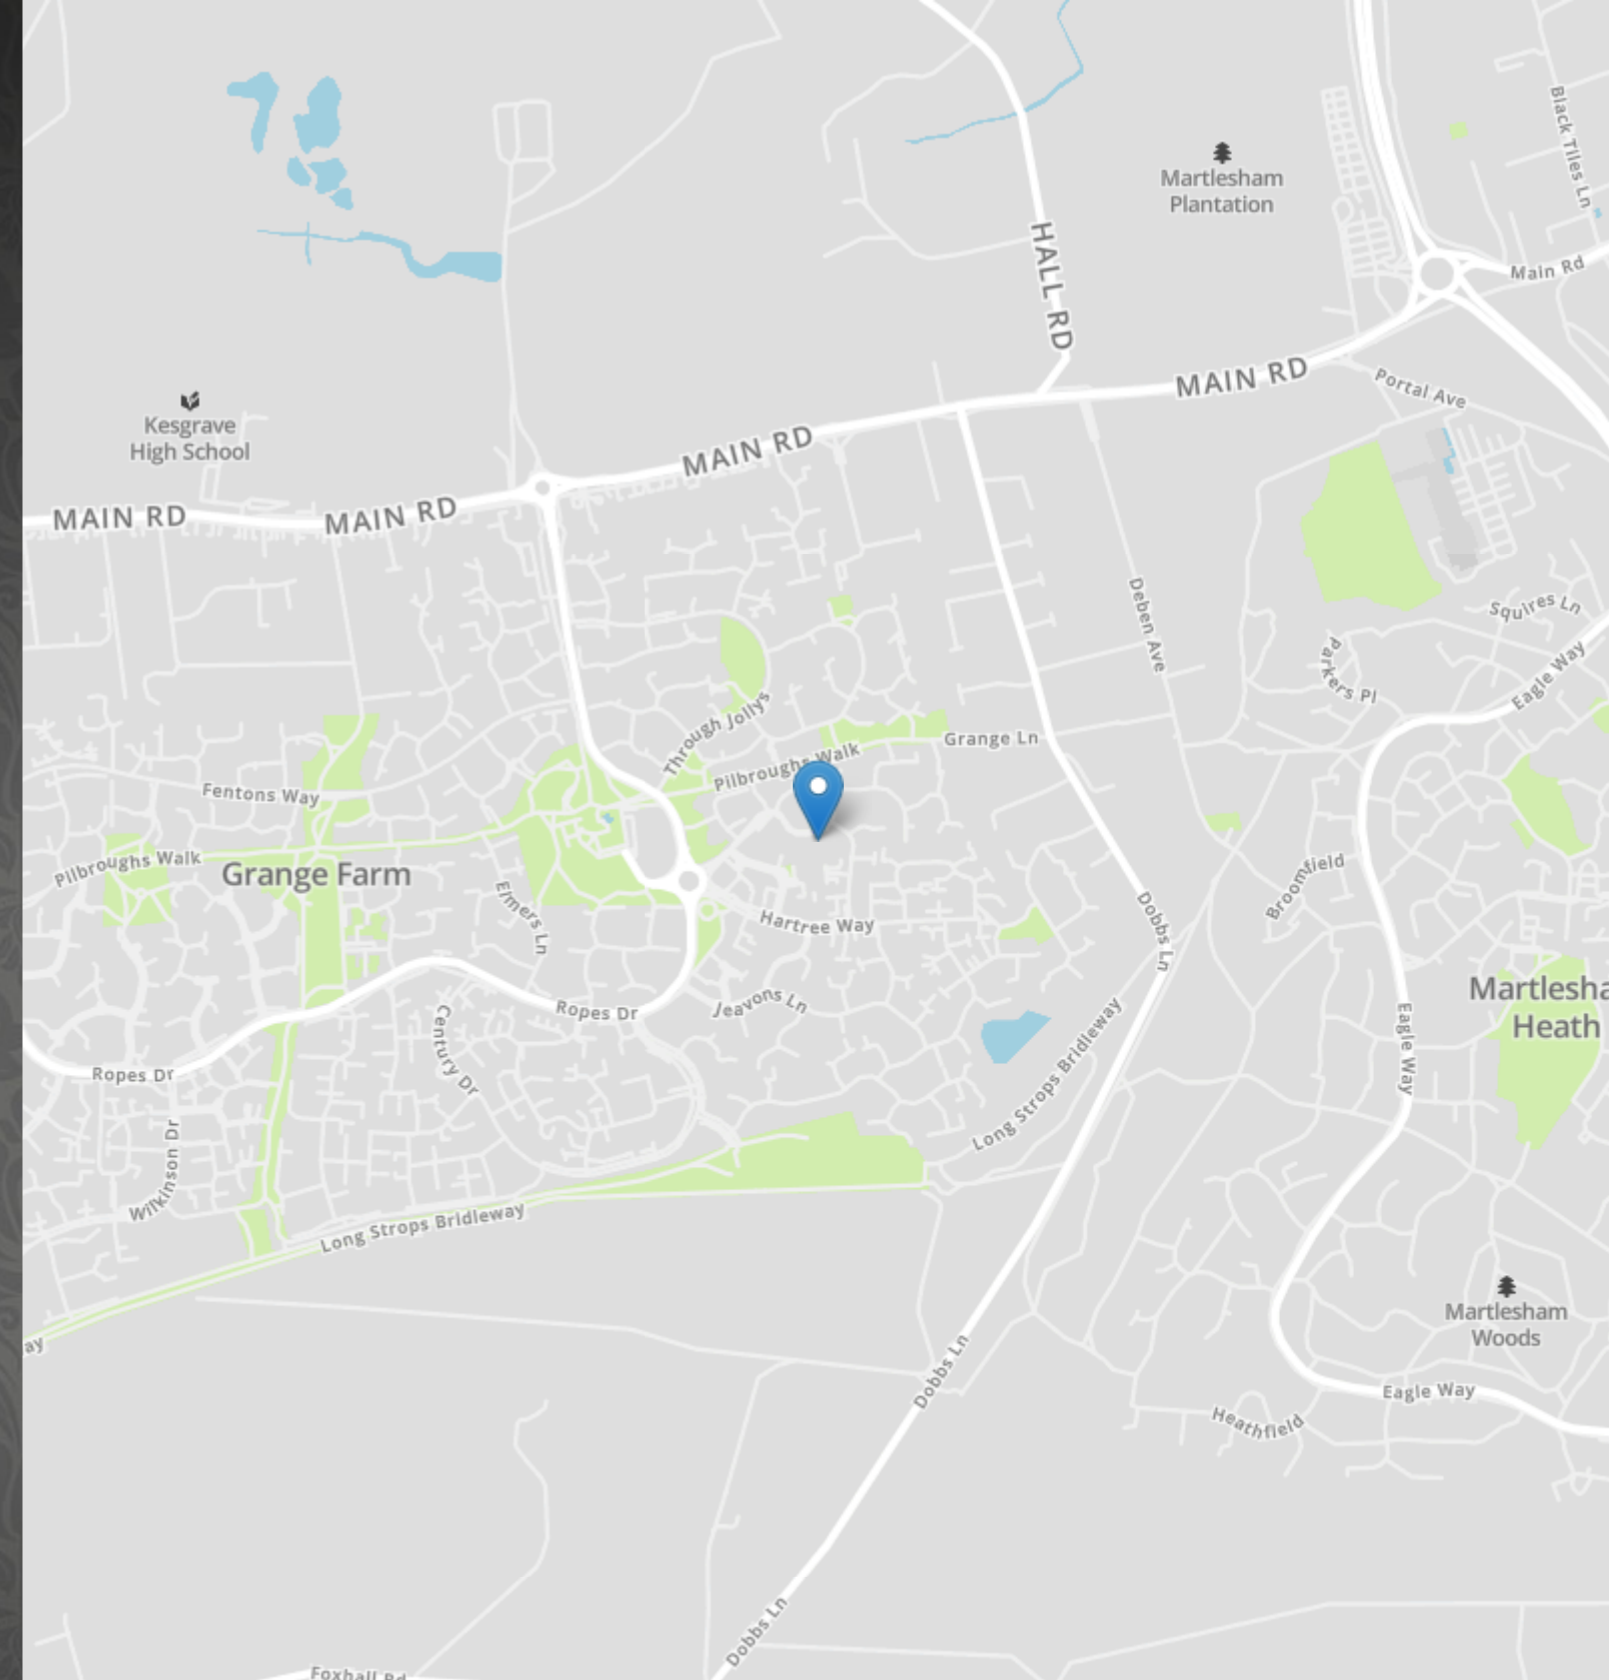 Black Tiles Ln
Martlesham
Plantation
HALL RD
Main Rd
MAIN RD
Portal Ave
Kesgrave
High School
MAIN RD
MAIN RD
MAIN RD
Deben Ave
Squires Ln
Parkers Pl
Eagle Way
Through Jollys
Grange Ln
Pilbroughs Walk
Fentons Way
Pilbroughs Walk
Grange Farm
Elmers Ln
Hartree Way
Broomfield
Dobbs Ln
Martlesha
Heath
Jeavons Ln
Ropes Dr
Century Dr
Long Strops Bridleway
Eagle Way
Ropes Dr
Wilkinson Dr
Long Strops Bridleway
Martlesham
Woods
ay
Dobbs Ln
Eagle Way
Heathfield
Dobbs Ln
Foxhall Rd